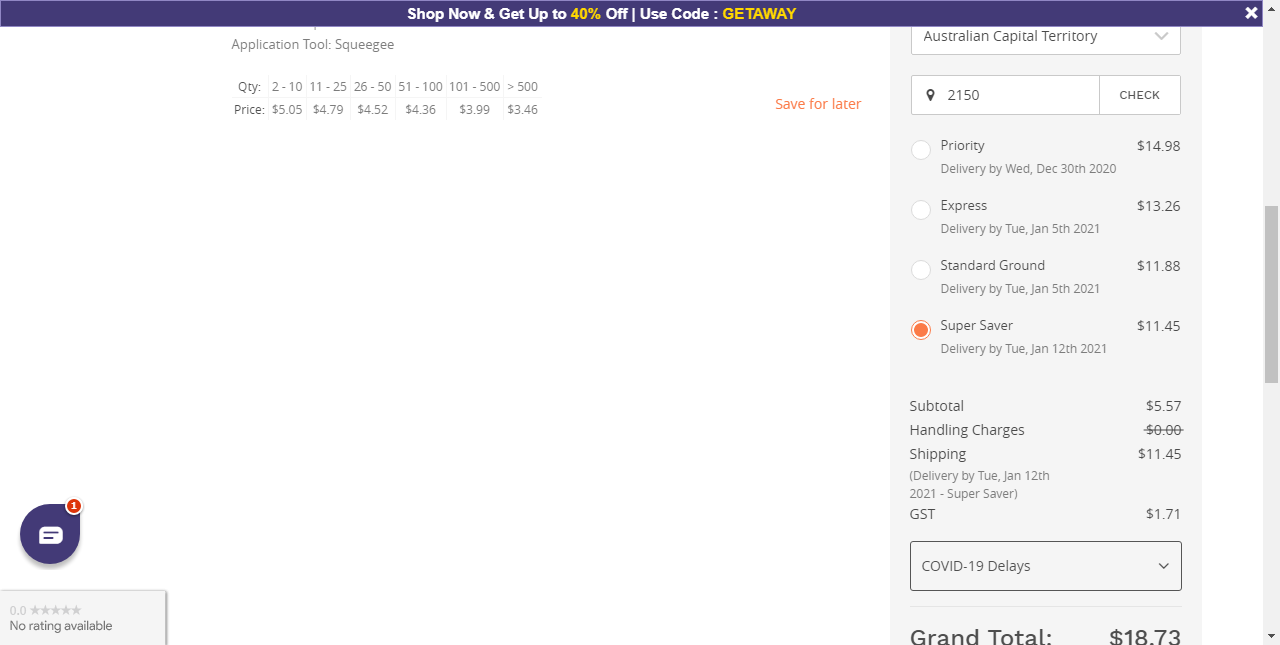 Shop Now & Get Up to 40% Off | Use Code : GETAWAY
Application Tool: Squeegee
Qty: 2 - 10 11 - 25 26 - 50 51 - 100 101 - 500 > 500
Price: $5.05 $4.79 $4.52 $4.36 $3.99 $3.46
Save for later
Australian Capital Territory
2150 CHECK
Priority $14.98
Delivery by Wed, Dec 30th 2020
Express $13.26
Delivery by Tue, Jan 5th 2021
Standard Ground $11.88
Delivery by Tue, Jan 5th 2021
Super Saver $11.45
Delivery by Tue, Jan 12th 2021
Subtotal $5.57
Handling Charges $0.00
Shipping $11.45
(Delivery by Tue, Jan 12th
2021 - Super Saver)
GST $1.71
COVID-19 Delays
Grand Total: $18.73
1
0.0 ★★★★★
No rating available